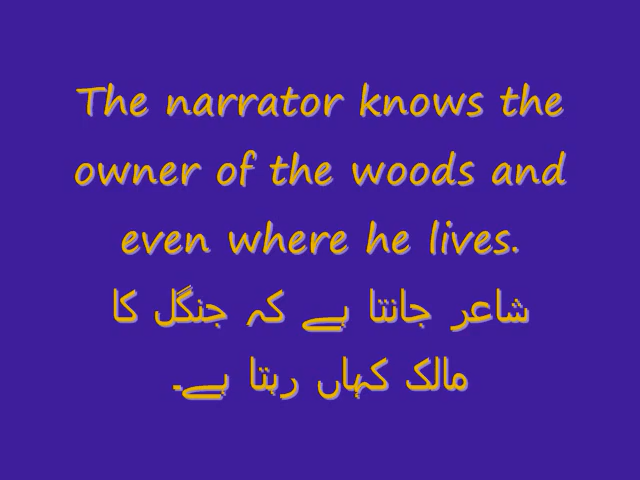 The narrator knows the
owner of the woods and
even where he lives.
شاعر جانتا ہے کہ جنگل کا
مالک کہاں رہتا ہے۔